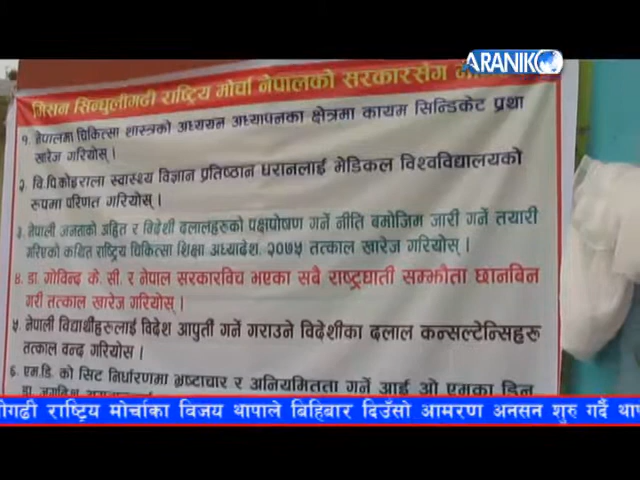 ARANIKO
मिसन सिन्धुलीगढी राष्ट्रिय मोर्चा नेपालको सरकारसँग
१. नेपालमा चिकित्सा शास्त्रको अध्ययन अध्यापनका क्षेत्रमा कायम सिन्डिकेट प्रथा
खारेज गरियोस् ।
२. वि.पि.कोइराला स्वास्थ्य विज्ञान प्रतिष्ठान धरानलाई मेडिकल विश्वविद्यालयको
रूपमा परिणत गरियोस् ।
३. नेपाली जनताको अहित र विदेशी दलालहरुको पक्षपोषण गर्ने नीति बमोजिम जारी गर्ने तयारी
गरिएको कथित राष्ट्रिय चिकित्सा शिक्षा अध्यादेश, २०७५ तत्काल खारेज गरियोस् ।
४. डा. गोविन्द के. सी. र नेपाल सरकारविच भएका सबै राष्ट्रघाती सम्झौता छानबिन
गरी तत्काल खारेज गरियोस् ।
५. नेपाली विद्यार्थीहरुलाई विदेश आपुर्ती गर्ने गराउने विदेशीका दलाल कन्सल्टेन्सिहरु
तत्काल वन्द गरियोस ।
६. एम.डि. को सिट निर्धारणमा भ्रष्टाचार र अनियमितता गर्ने आई ओ एमका डिन
डा.
ीगढी राष्ट्रिय मोर्चाका विजय थापाले बिहिबार दिउँसो आमरण अनसन शुरु गर्दै थाप